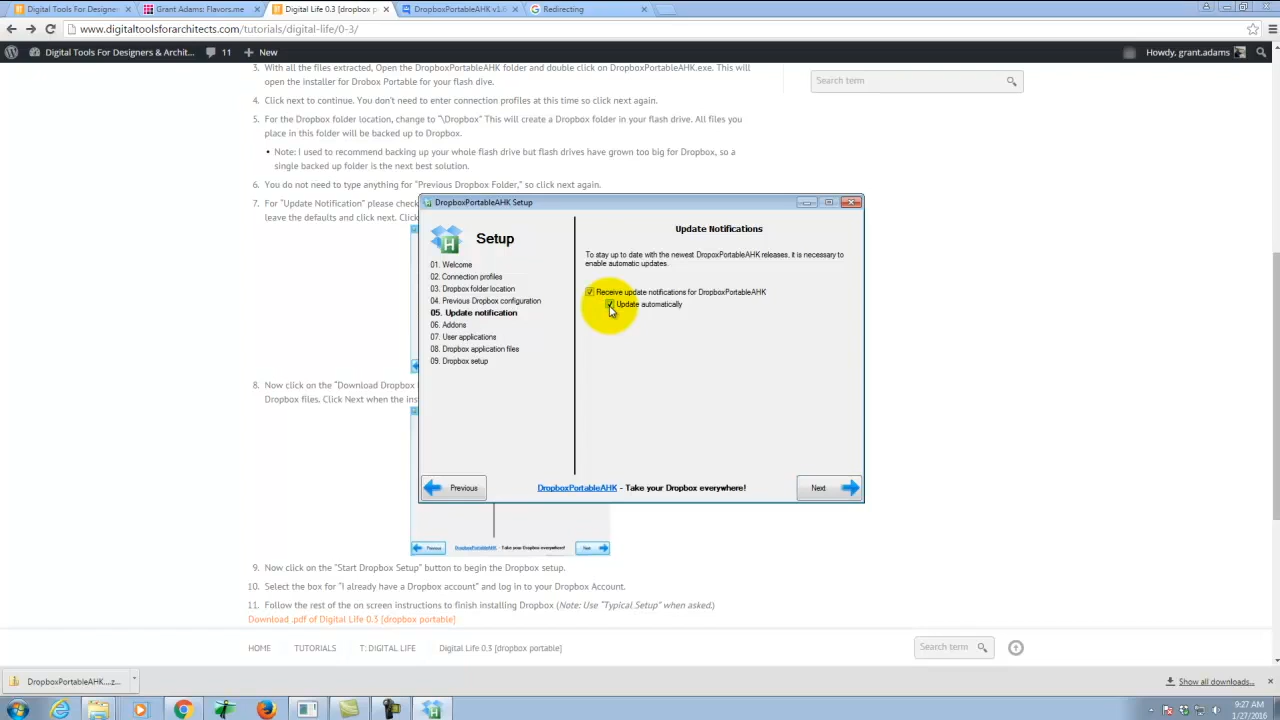 Digital Tools For Designer
Grant Adams: Flavors.me
Digital Life 0.3 [dropbox p
DropboxPortableAHK v1.6
Redirecting
www.digitaltoolsforarchitects.com/tutorials/digital-life/0-3/
Digital Tools For Designers & Archit...
11
New
Howdy, grant.adams
3. With all the files extracted, Open the DropboxPortableAHK folder and double click on DropboxPortableAHK.exe. This will
open the installer for Drobox Portable for your flash dive.
Search term
4. Click next to continue. You don't need to enter connection profiles at this time so click next again.
5. For the Dropbox folder location, change to "\Dropbox" This will create a Dropbox folder in your flash drive. All files you
place in this folder will be backed up to Dropbox.
• Note: I used to recommend backing up your whole flash drive but flash drives have grown too big for Dropbox, so a
single backed up folder is the next best solution.
6. You do not need to type anything for "Previous Dropbox Folder," so click next again.
7. For "Update Notification" please check
leave the defaults and click next. Click
DropboxPortableAHK Setup
Setup
01. Welcome
02. Connection profiles
03. Dropbox folder location
04. Previous Dropbox configuration
05. Update notification
06. Addons
07. User applications
08. Dropbox application files
09. Dropbox setup
Update Notifications
To stay up to date with the newest DropoxPortableAHK releases, it is necessary to
enable automatic updates.
Receive update notifications for DropboxPortableAHK
Update automatically
Previous
DropboxPortableAHK - Take your Dropbox everywhere!
Next
8. Now click on the "Download Dropbox
Dropbox files. Click Next when the ins
Previous
DropboxPortableAHK - Take your Dropbox everywhere!
Next
9. Now click on the "Start Dropbox Setup" button to begin the Dropbox setup.
10. Select the box for "I already have a Dropbox account" and log in to your Dropbox Account.
11. Follow the rest of the on screen instructions to finish installing Dropbox (Note: Use "Typical Setup" when asked.)
Download .pdf of Digital Life 0.3 [dropbox portable]
HOME
TUTORIALS
T: DIGITAL LIFE
Digital Life 0.3 [dropbox portable]
Search term
DropboxPortableAHK....z...
Show all downloads...
9:27 AM
1/27/2016